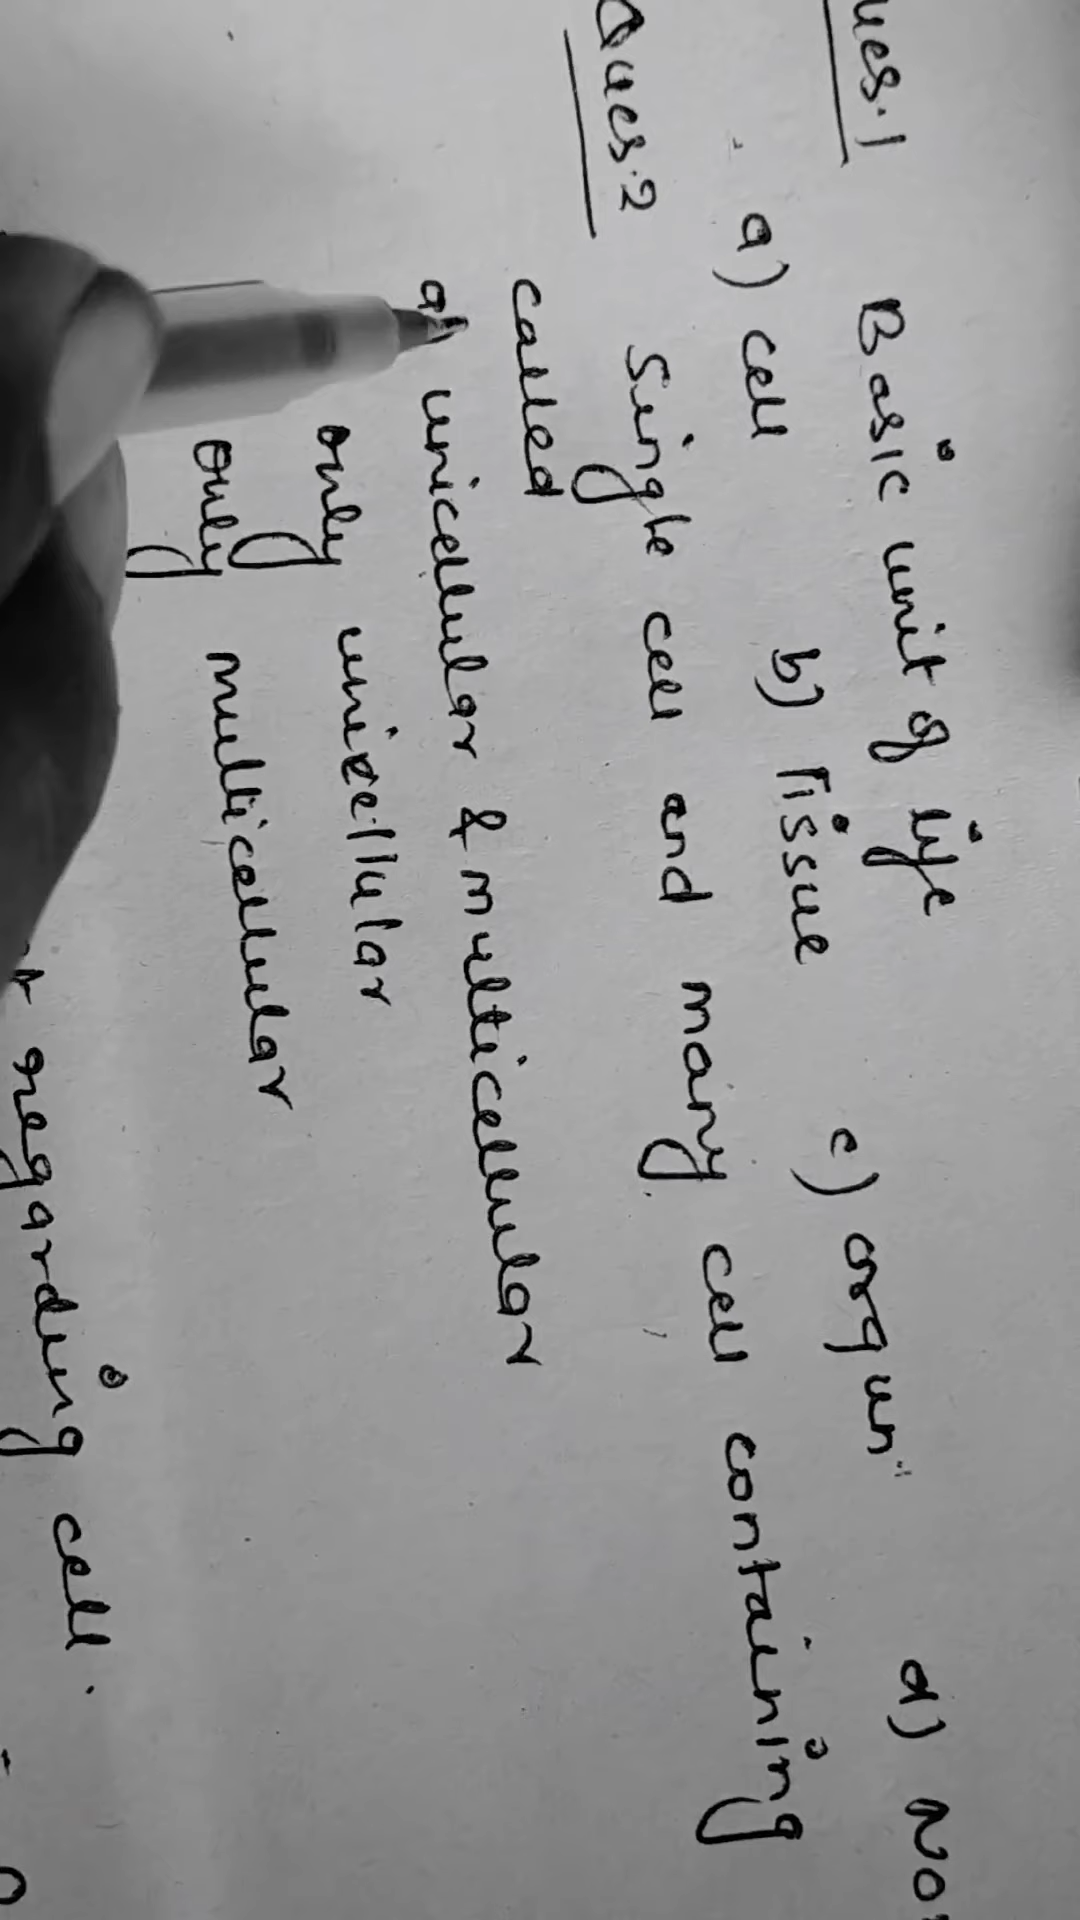 ues.1 Basic unit of life
a) cell b) Tissue c) organ d) No
Ques.2 Single cell and many cell containing
called
a) unicellular & multicellular
only unicellular
only multicellular
regarding cell.